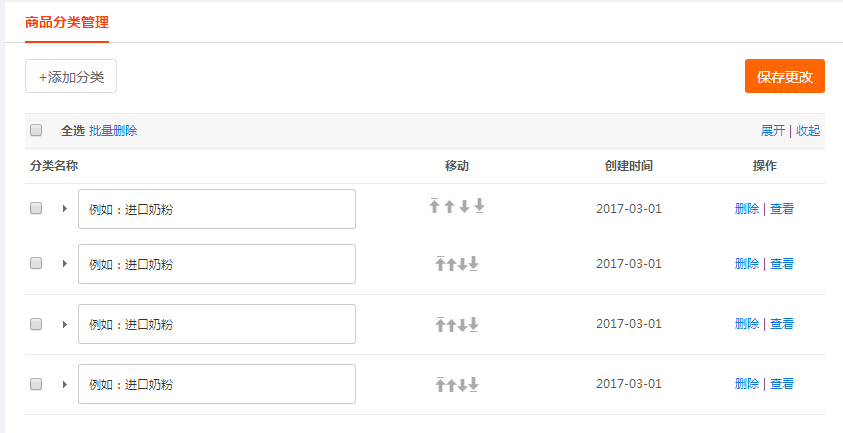 商品分类管理
+添加分类 保存更改
全选 批量删除 展开 | 收起
分类名称 移动 创建时间 操作
例如：进口奶粉 2017-03-01 删除 | 查看
例如：进口奶粉 2017-03-01 删除 | 查看
例如：进口奶粉 2017-03-01 删除 | 查看
例如：进口奶粉 2017-03-01 删除 | 查看